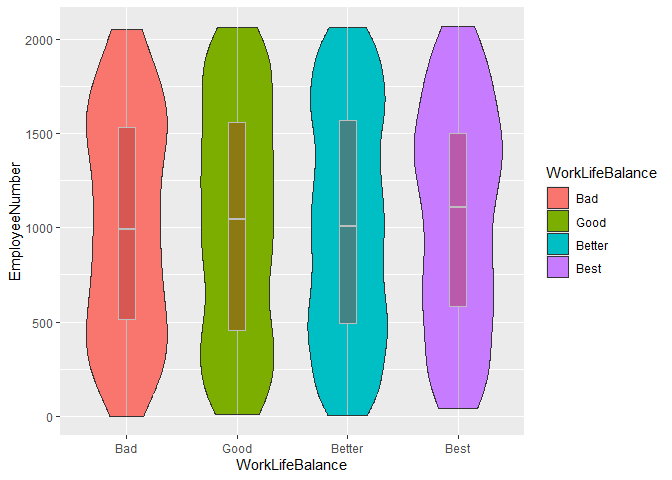 2000
1500
1000
500
0
EmployeeNumber
Bad
Good
Better
Best
WorkLifeBalance
WorkLifeBalance
Bad
Good
Better
Best